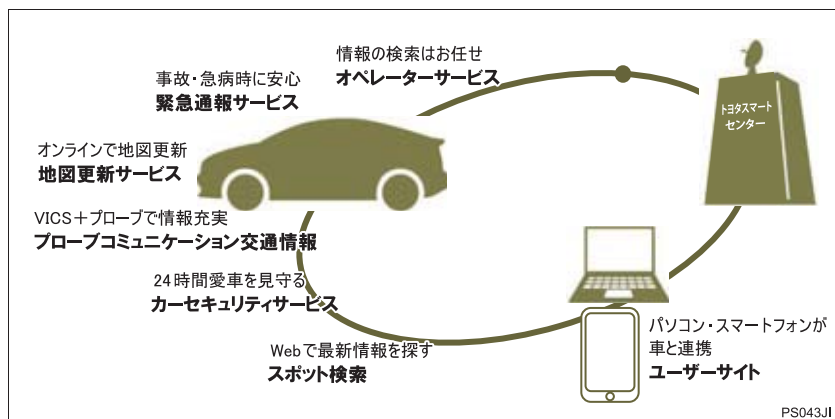 情報の検索はお任せ
オペレーターサービス
事故・急病時に安心
緊急通報サービス
トヨタスマート
センター
オンラインで地図更新
地図更新サービス
VICS＋プローブで情報充実
プローブコミュニケーション交通情報
24時間愛車を見守る
カーセキュリティサービス
Webで最新情報を探す
スポット検索
パソコン・スマートフォンが
車と連携
ユーザーサイト
PS043JI